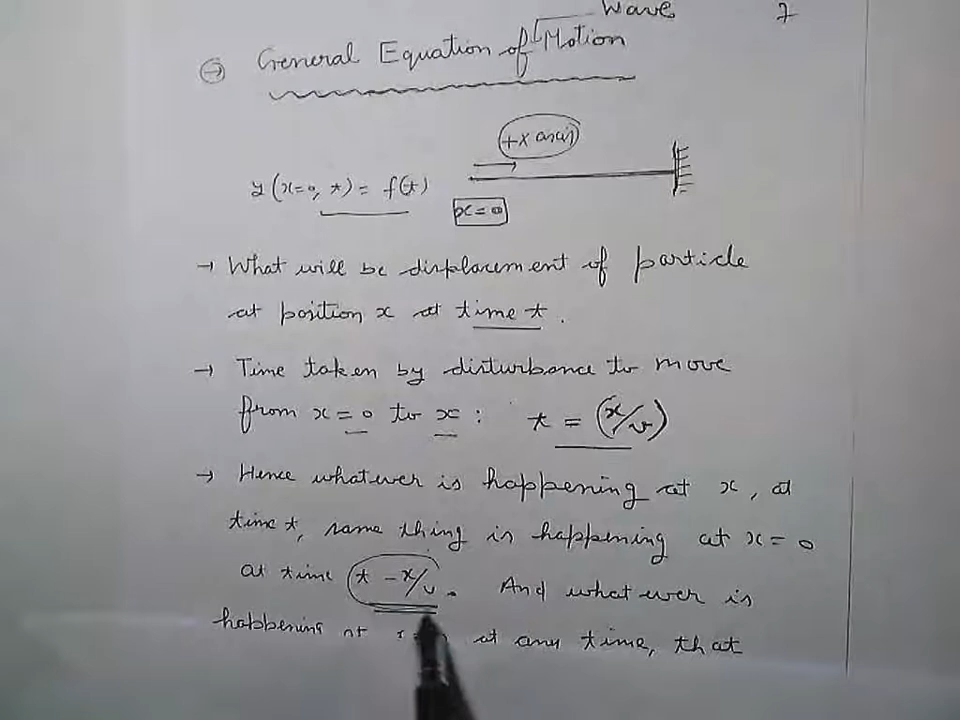 Wave 7
General Equation of Motion
+x axis
y(x=0, t) = f(t)
x=0
→ What will be displacement of particle
at position x at time t.
→ Time taken by disturbance to move
from x=0 to x : t = (x/v)
→ Hence whatever is happening at x, at
time t, same thing is happening at x=0
at time (t - x/v. And whatever is
happening at at any time, that